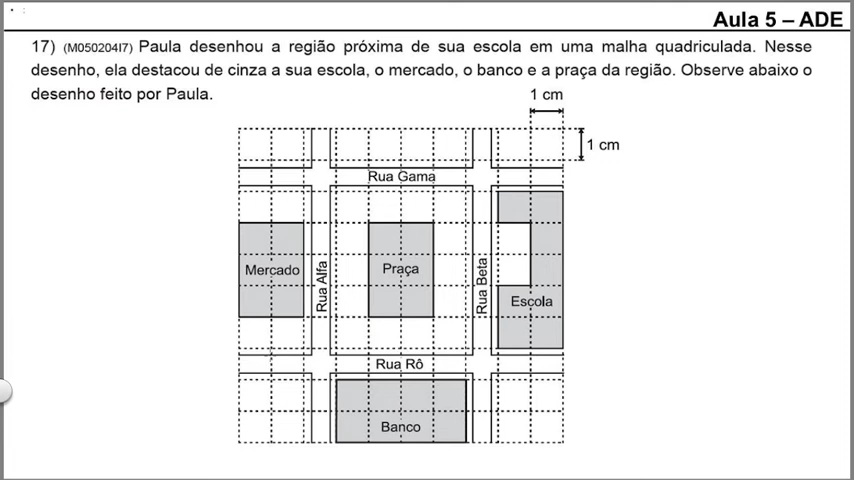 Aula 5 – ADE
17) (M050204I7) Paula desenhou a região próxima de sua escola em uma malha quadriculada. Nesse
desenho, ela destacou de cinza a sua escola, o mercado, o banco e a praça da região. Observe abaixo o
desenho feito por Paula.
1 cm
1 cm
Rua Gama
Mercado
Rua Alfa
Praça
Rua Beta
Escola
Rua Rô
Banco